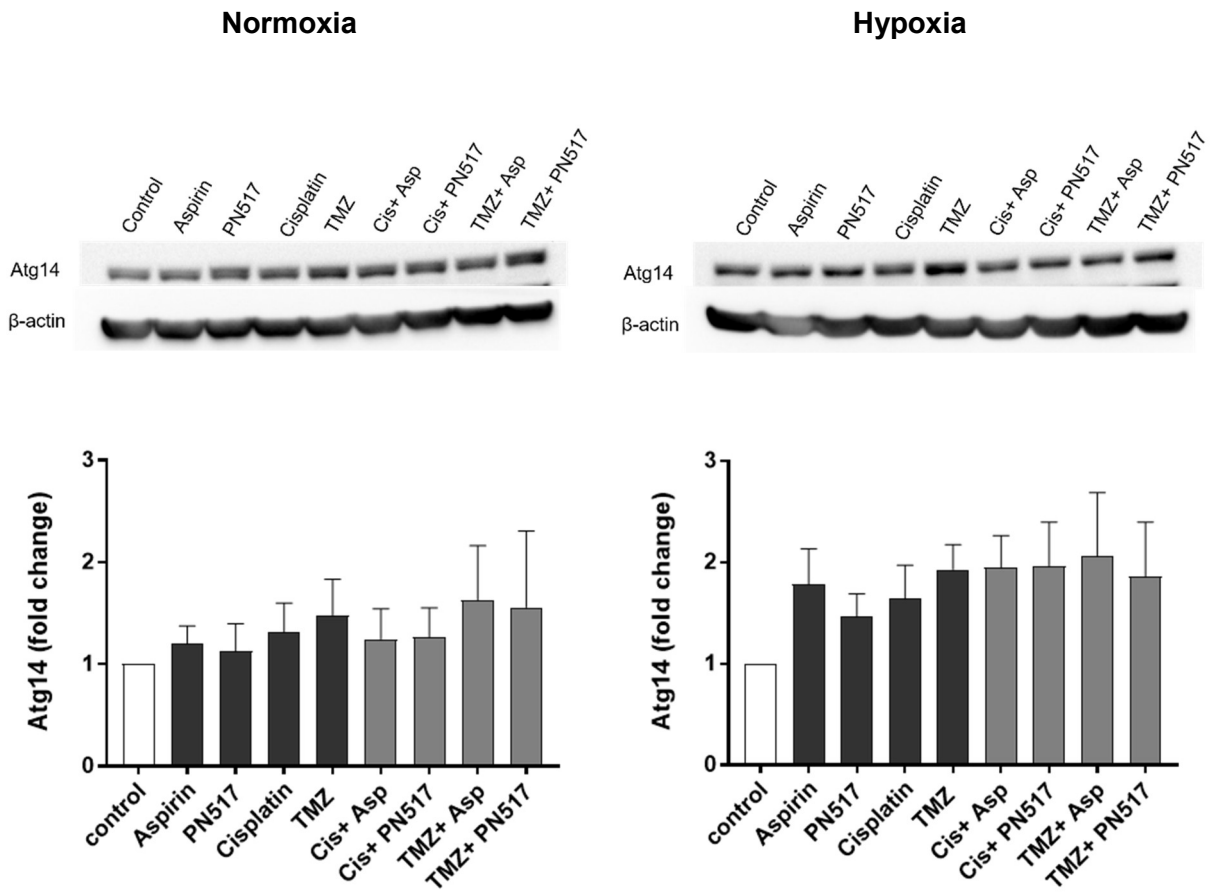 Normoxia
Hypoxia
Control
Aspirin
PN517
Cisplatin
TMZ
Cis+ Asp
Cis+ PN517
TMZ+ Asp
TMZ+ PN517
Atg14
β-actin
Control
Aspirin
PN517
Cisplatin
TMZ
Cis+ Asp
Cis+ PN517
TMZ+ Asp
TMZ+ PN517
Atg14
β-actin
Atg14 (fold change)
3
2
1
0
control
Aspirin
PN517
Cisplatin
TMZ
Cis+ Asp
Cis+ PN517
TMZ+ Asp
TMZ+ PN517
Atg14 (fold change)
3
2
1
0
control
Aspirin
PN517
Cisplatin
TMZ
Cis+ Asp
Cis+ PN517
TMZ+ Asp
TMZ+ PN517